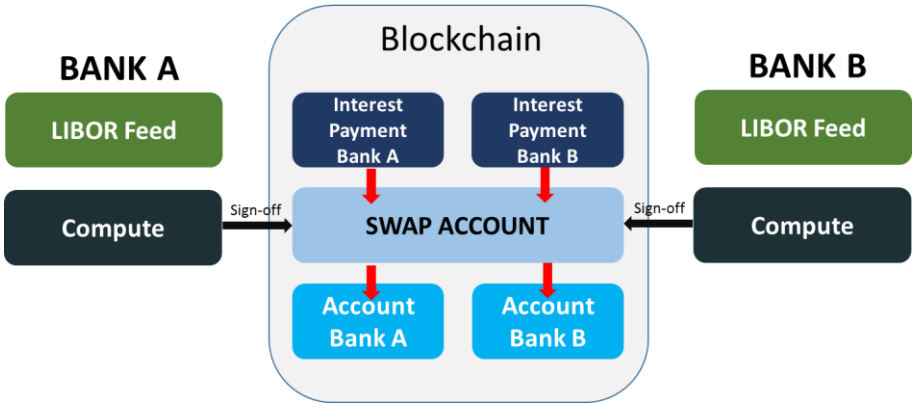 Blockchain
BANK A
LIBOR Feed
Compute
Sign-off
Interest
Payment
Bank A
Interest
Payment
Bank B
SWAP ACCOUNT
Account
Bank A
Account
Bank B
BANK B
LIBOR Feed
Sign-off
Compute